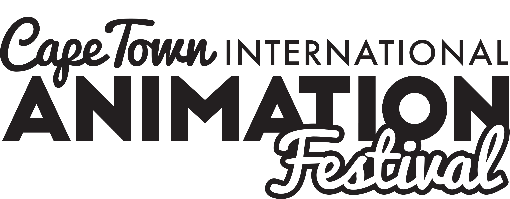 Cape Town INTERNATIONAL
ANIMATION
Festival